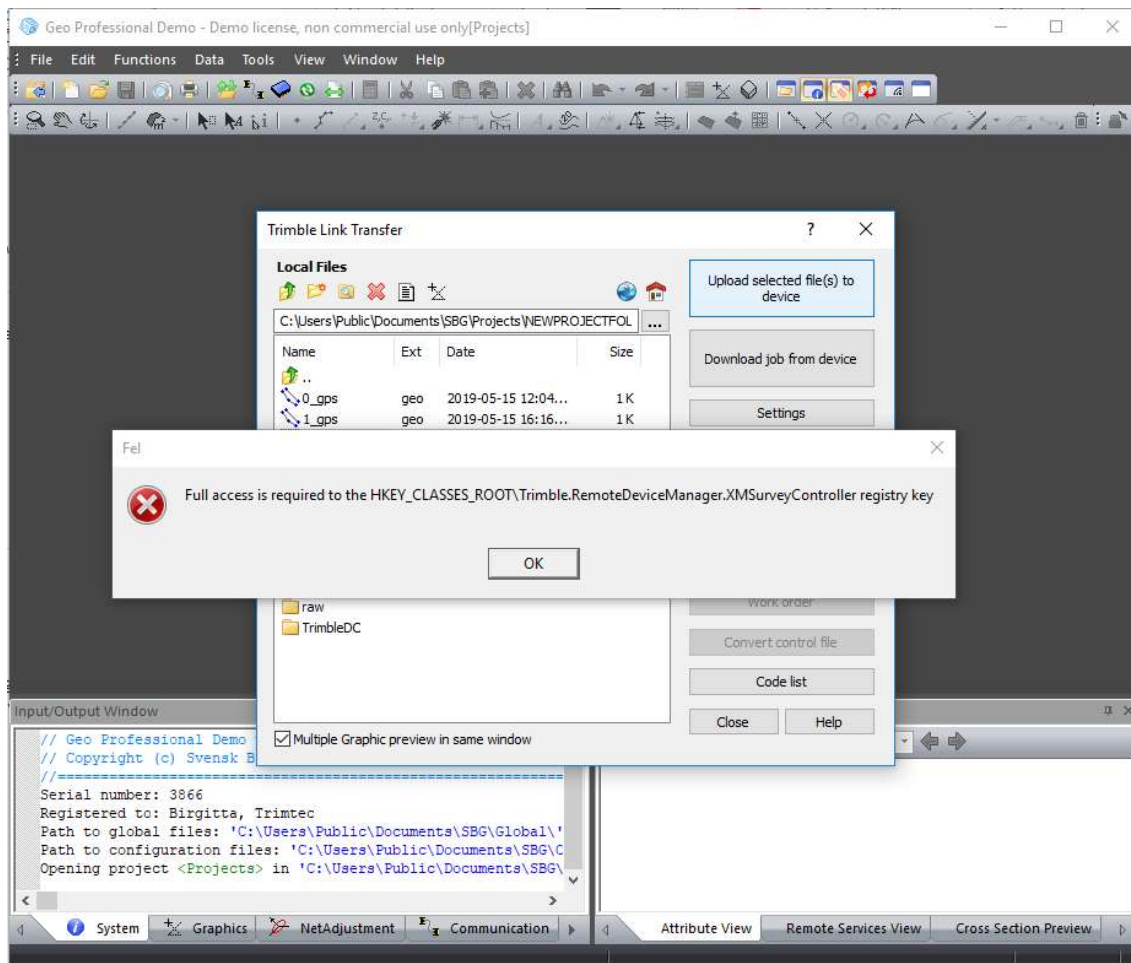 Geo Professional Demo - Demo license, non commercial use only[Projects]
File Edit Functions Data Tools View Window Help
Trimble Link Transfer
Local Files
C:\Users\Public\Documents\SBG\Projects\NEWPROJECTFOL ...
Name Ext Date Size
..
0_gps geo 2019-05-15 12:04... 1 K
1_gps geo 2019-05-15 16:16... 1 K
Upload selected file(s) to
device
Download job from device
Settings
Fel
Full access is required to the HKEY_CLASSES_ROOT\Trimble.RemoteDeviceManager.XMSurveyController registry key
OK
raw
TrimbleDC
Work order
Convert control file
Code list
Close Help
Multiple Graphic preview in same window
Input/Output Window
// Geo Professional Demo
// Copyright (c) Svensk B
//==========================================================
Serial number: 3866
Registered to: Birgitta, Trimtec
Path to global files: 'C:\Users\Public\Documents\SBG\Global\'
Path to configuration files: 'C:\Users\Public\Documents\SBG\C
Opening project <Projects> in 'C:\Users\Public\Documents\SBG\
System Graphics NetAdjustment Communication
Attribute View Remote Services View Cross Section Preview